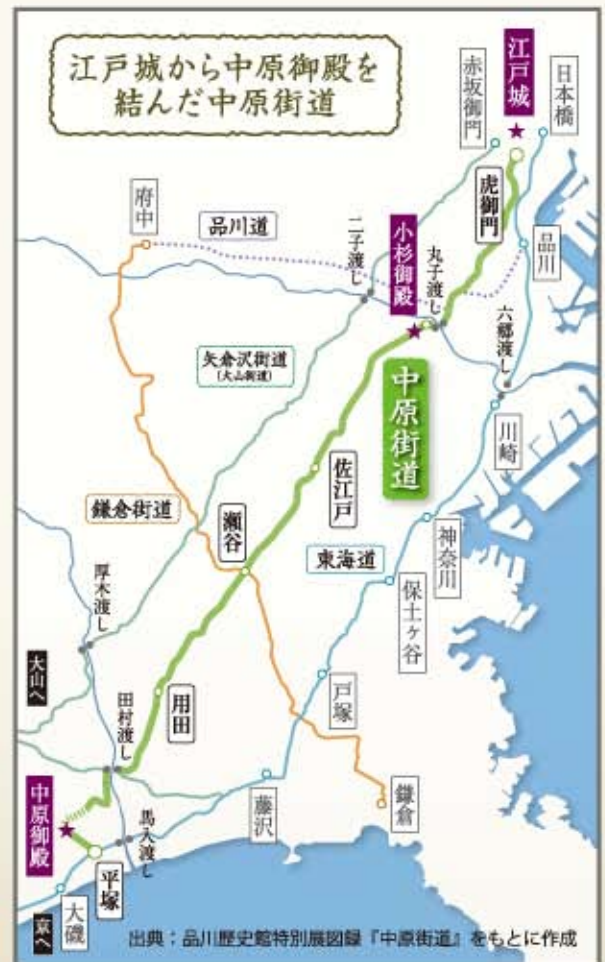 江戸城から中原御殿を
結んだ中原街道
日本橋
江戸城
赤坂御門
虎御門
品川
府中
品川道
二子渡し
小杉御殿
丸子渡し
六郷渡し
矢倉沢街道
(大山街道)
中原街道
川崎
佐江戸
鎌倉街道
瀬谷
東海道
神奈川
保土ヶ谷
厚木渡し
大山へ
戸塚
用田
田村渡し
中原御殿
藤沢
鎌倉
馬入渡し
平塚
大磯
京へ
出典：品川歴史館特別展図録『中原街道』をもとに作成